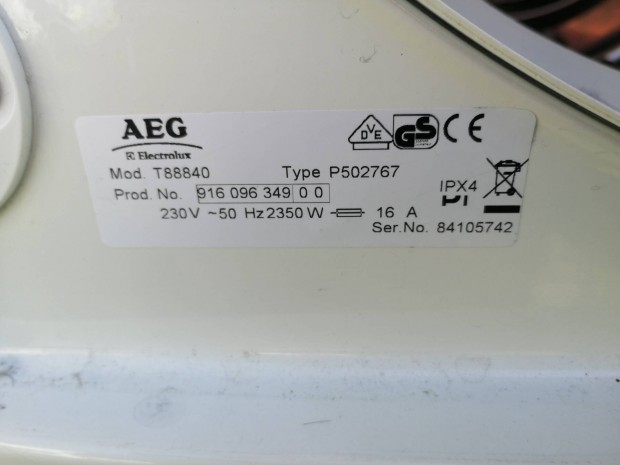 AEG
Electrolux
VDE GS CE
Mod. T88840 Type P502767
Prod. No. 916 096 349 0 0
IPX4
230V ~50 Hz 2350 W 16 A
Ser.No. 84105742